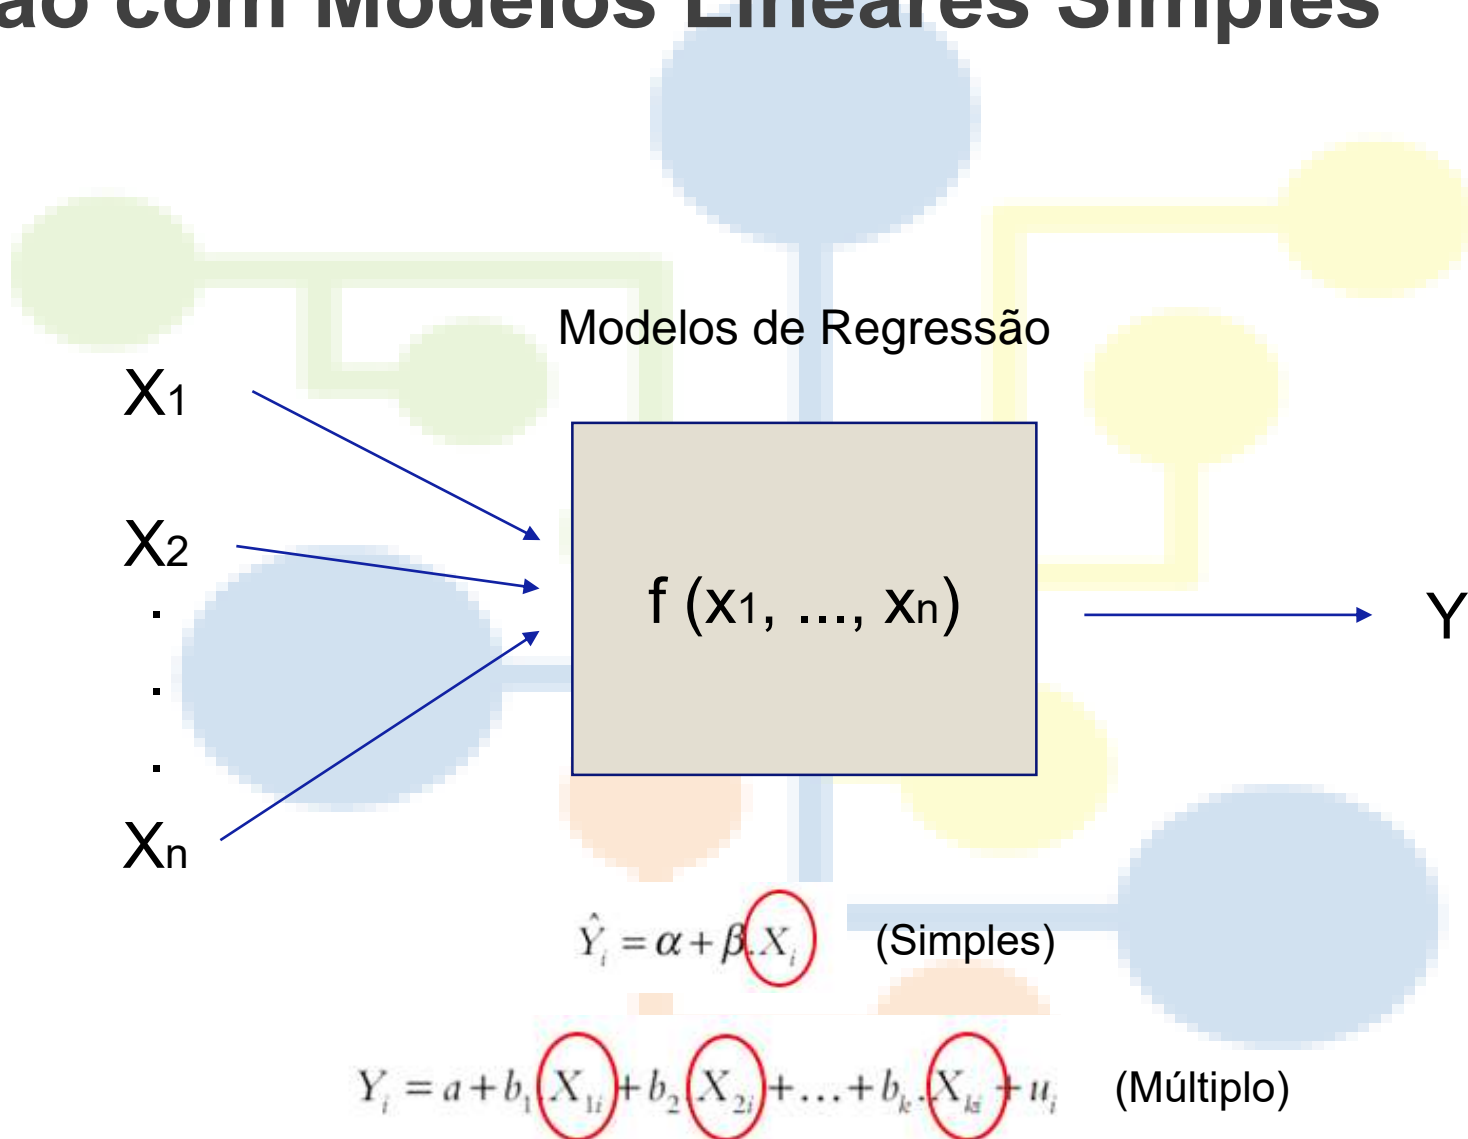 com Modelos Lineares Simples
Modelos de Regressão
X1
X2
.
.
.
Xn
f (x1, ..., xn)
Y
Ŷi = α + β.Xi (Simples)
Yi = a + b1.X1i + b2.X2i + ... + bk.Xki + ui (Múltiplo)